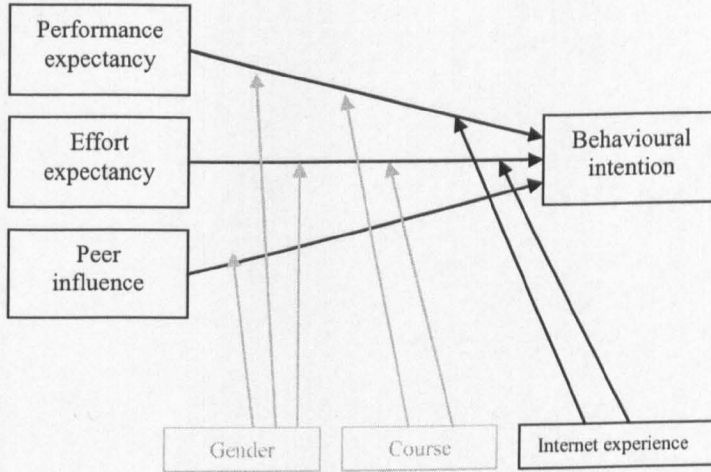 Performance
expectancy
Effort
expectancy
Peer
influence
Behavioural
intention
Gender
Course
Internet experience